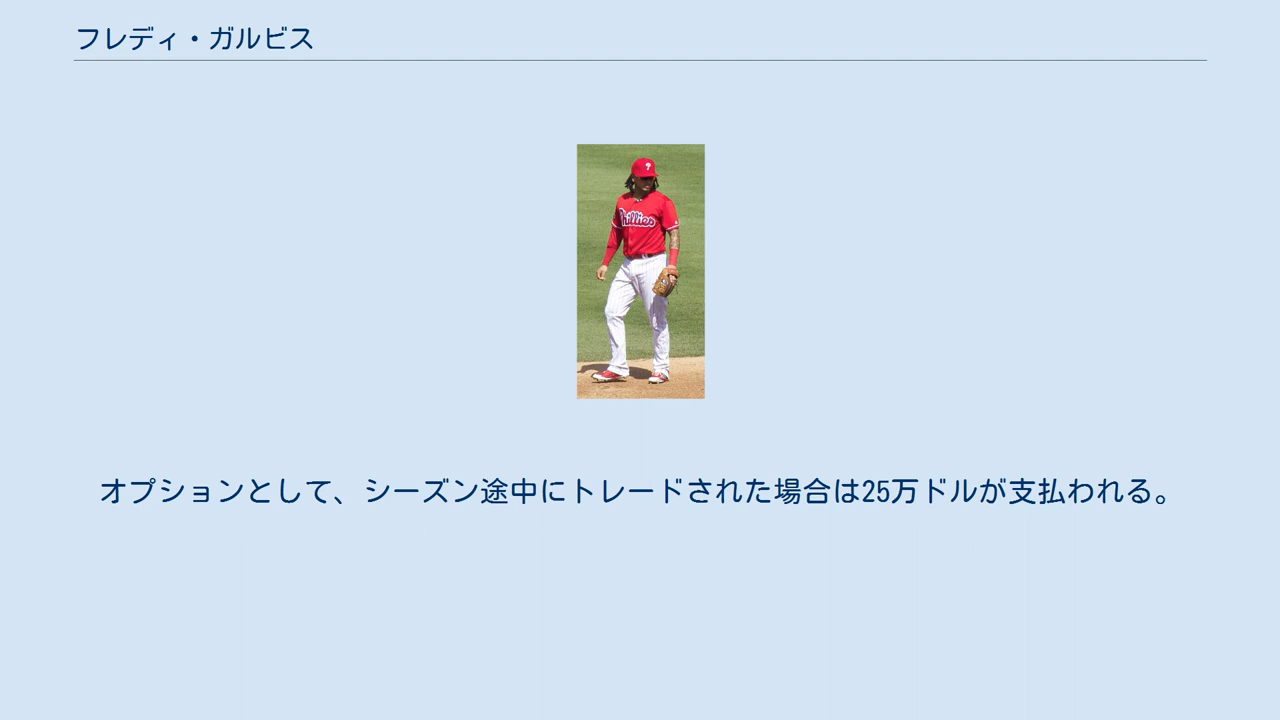 フレディ・ガルビス
Phillies
オプションとして、シーズン途中にトレードされた場合は25万ドルが支払われる。